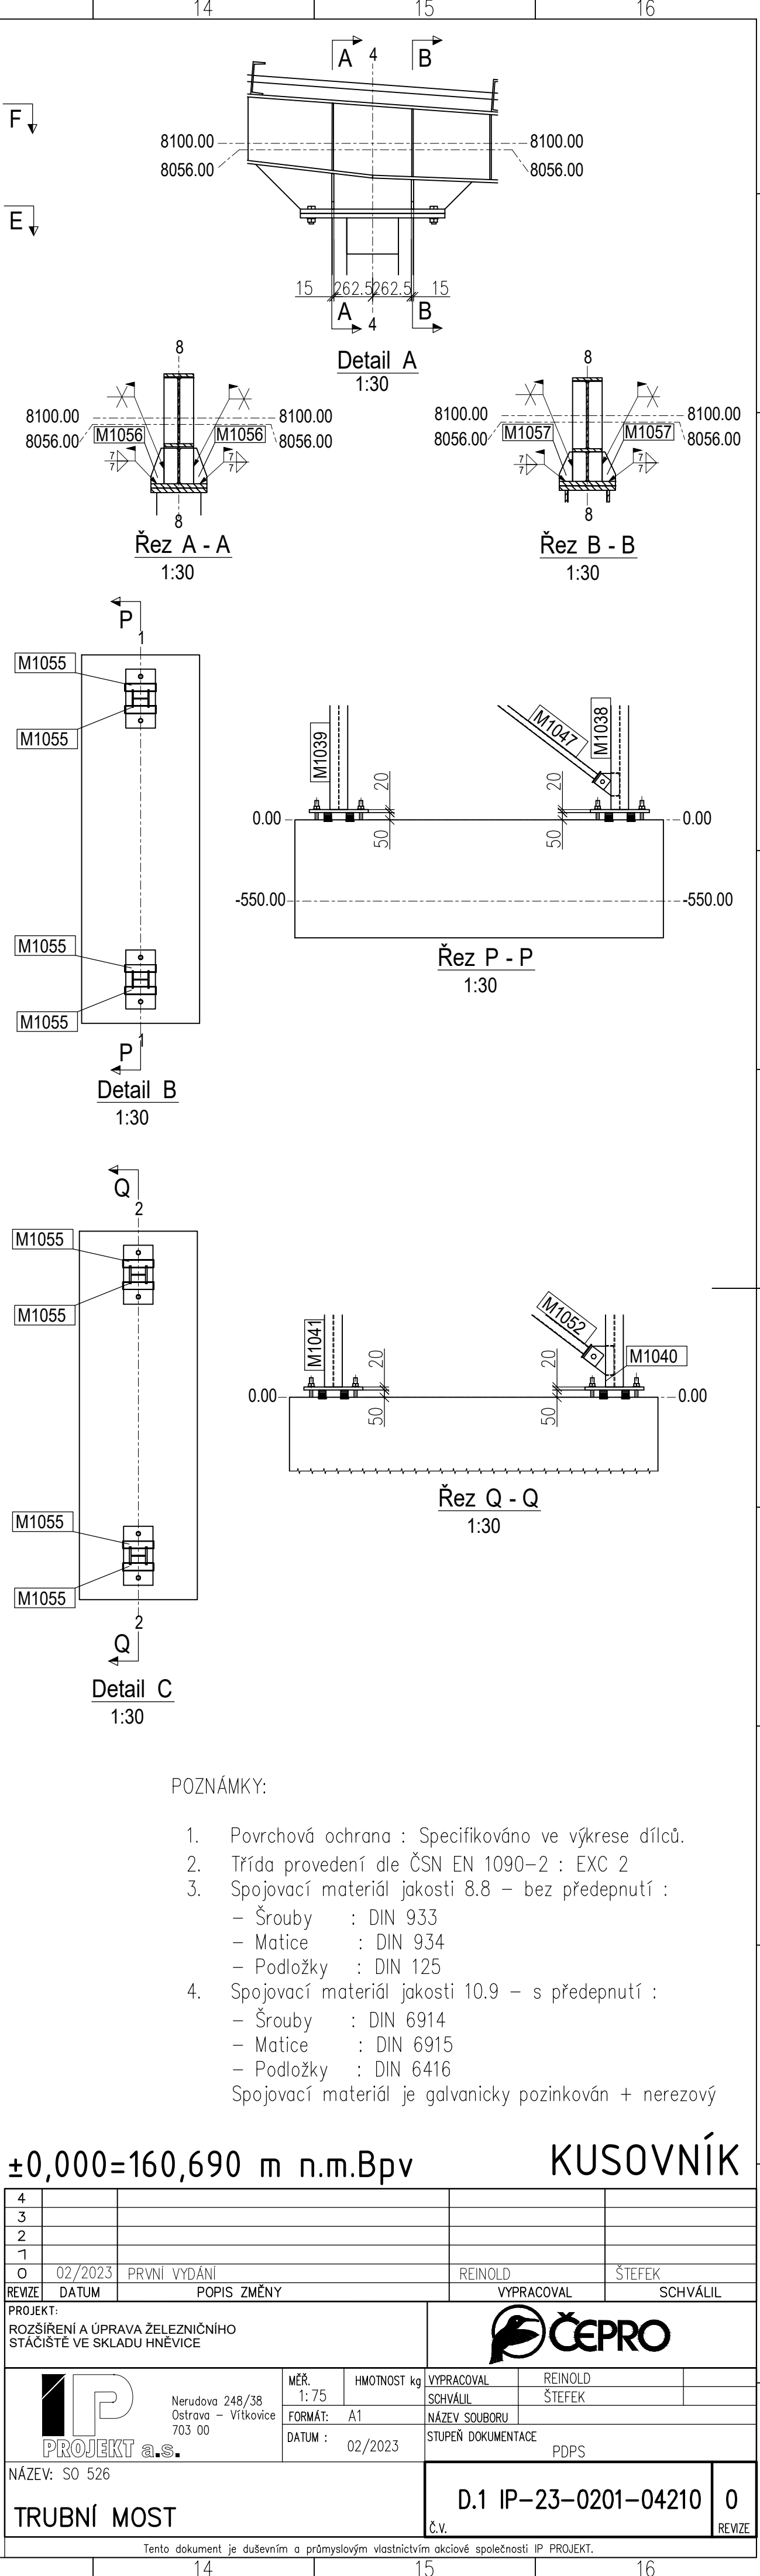 14 15 16
A 4 B
F
8100.00 8100.00
8056.00 8056.00
E
15 262.5 262.5 15
A 4 B
Detail A
1:30
8 8
8100.00 8100.00 8100.00 8100.00
8056.00 M1056 M1056 8056.00 8056.00 M1057 M1057 8056.00
7 7 7 7
7 7 7 7
8 8
Řez A - A Řez B - B
1:30 1:30
P
1
M1055
M1055
M1039 M1047 M1038
20 20
0.00 0.00
50 50
-550.00 -550.00
M1055
Řez P - P
1:30
M1055
P 1
Detail B
1:30
Q
2
M1055
M1055
M1041 M1052
20 20 M1040
0.00 0.00
50 50
Řez Q - Q
1:30
M1055
M1055
2
Q
Detail C
1:30
POZNÁMKY:
1. Povrchová ochrana : Specifikováno ve výkrese dílců.
2. Třída provedení dle ČSN EN 1090-2 : EXC 2
3. Spojovací materiál jakosti 8.8 – bez předepnutí :
– Šrouby : DIN 933
– Matice : DIN 934
– Podložky : DIN 125
4. Spojovací materiál jakosti 10.9 – s předepnutí :
– Šrouby : DIN 6914
– Matice : DIN 6915
– Podložky : DIN 6416
Spojovací materiál je galvanicky pozinkován + nerezový
±0,000=160,690 m n.m.Bpv KUSOVNÍK
4
3
2
1
0 02/2023 PRVNÍ VYDÁNÍ REINOLD ŠTEFEK
REVIZE DATUM POPIS ZMĚNY VYPRACOVAL SCHVÁLIL
PROJEKT:
ROZŠÍŘENÍ A ÚPRAVA ŽELEZNIČNÍHO
STÁČIŠTĚ VE SKLADU HNĚVICE
ČEPRO
IP
PROJEKT a.s.
Nerudova 248/38
Ostrava – Vítkovice
703 00
MĚŘ. HMOTNOST kg
1:75
FORMÁT: A1
DATUM :
02/2023
VYPRACOVAL REINOLD
SCHVÁLIL ŠTEFEK
NÁZEV SOUBORU
STUPEŇ DOKUMENTACE
PDPS
NÁZEV: SO 526
TRUBNÍ MOST
D.1 IP-23-0201-04210 0
Č.V. REVIZE
Tento dokument je duševním a průmyslovým vlastnictvím akciové společnosti IP PROJEKT.
14 15 16